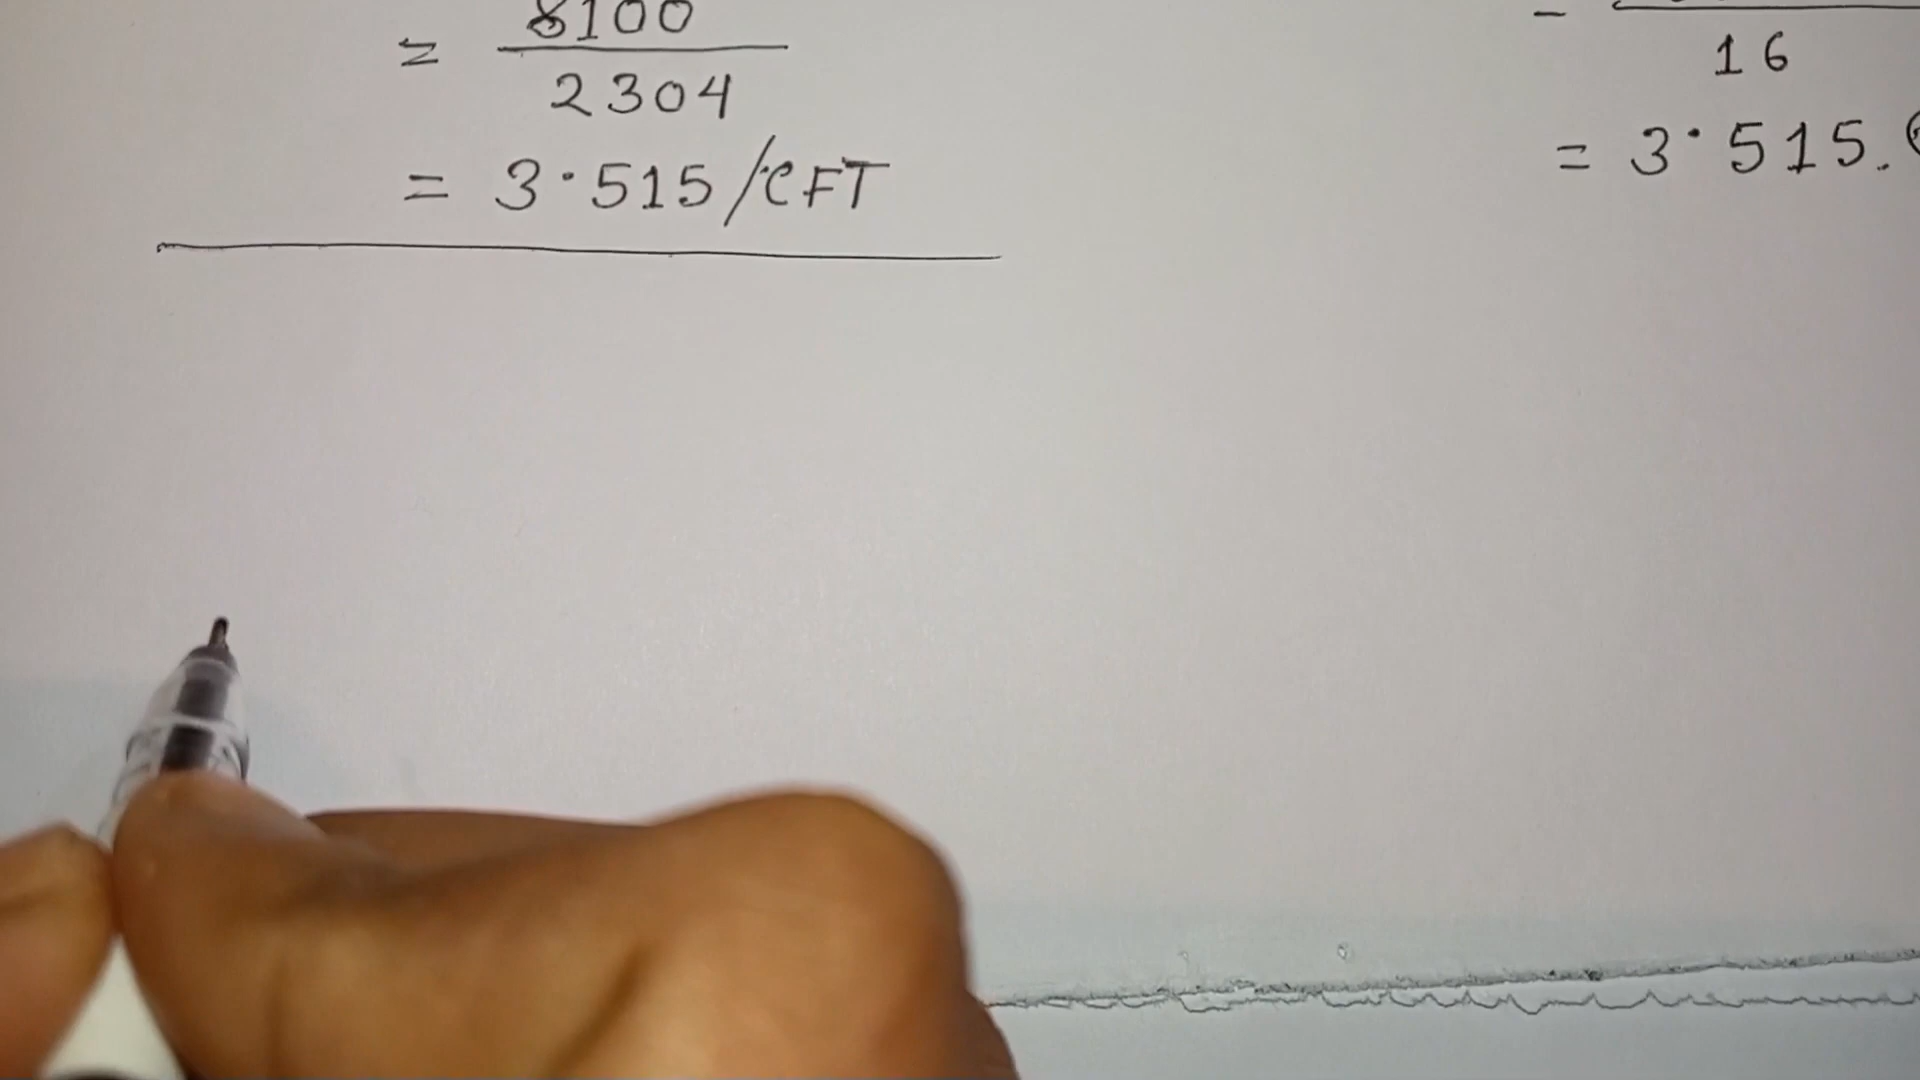 = 8100
2304
= 3.515/CFT
16
= 3.515.